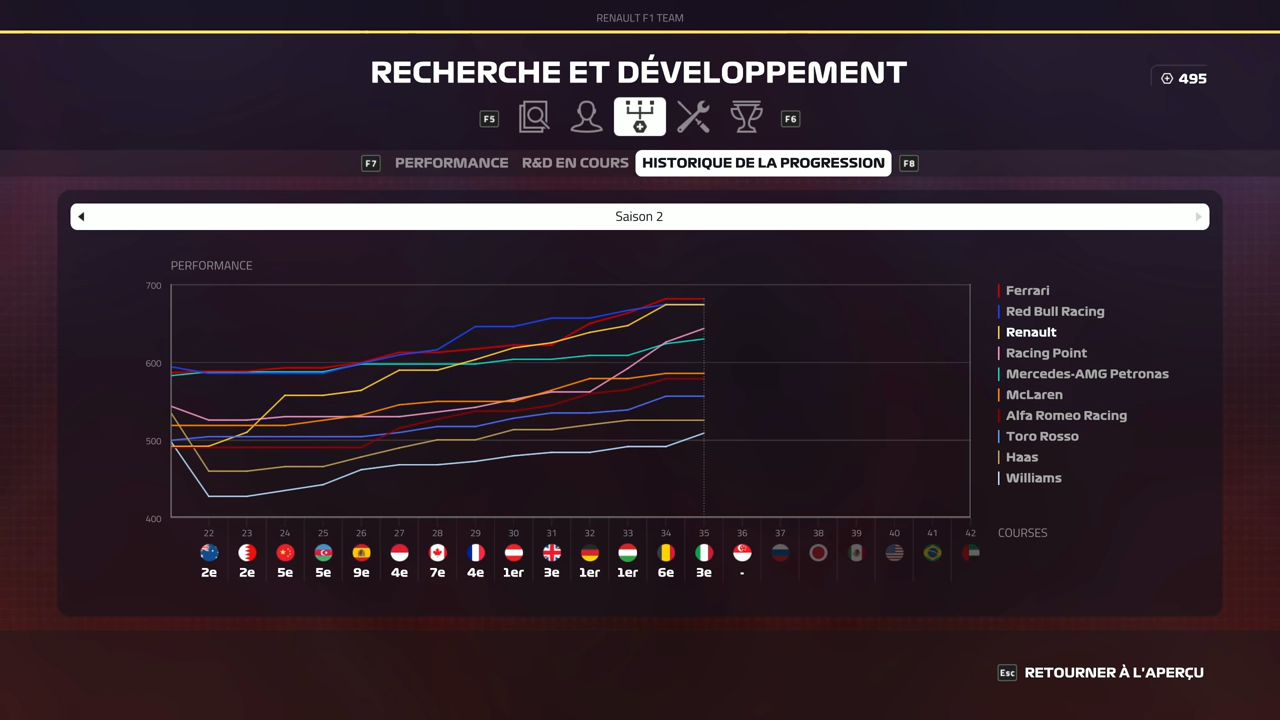 RENAULT F1 TEAM
RECHERCHE ET DÉVELOPPEMENT
495
F5 F6
F7 PERFORMANCE R&D EN COURS HISTORIQUE DE LA PROGRESSION F8
Saison 2
PERFORMANCE
700
600
500
400
Ferrari
Red Bull Racing
Renault
Racing Point
Mercedes-AMG Petronas
McLaren
Alfa Romeo Racing
Toro Rosso
Haas
Williams
22 23 24 25 26 27 28 29 30 31 32 33 34 35 36 37 38 39 40 41 42 COURSES
2e 2e 5e 5e 9e 4e 7e 4e 1er 3e 1er 1er 6e 3e -
Esc RETOURNER À L'APERÇU